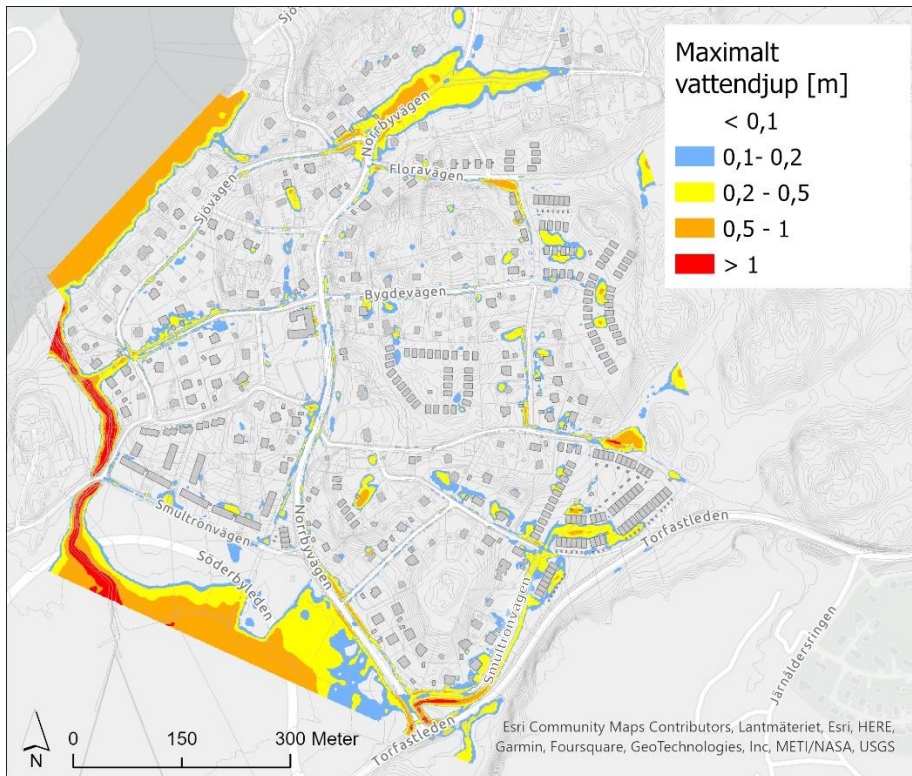 Sjö
Maximalt
vattendjup [m]
< 0,1
0,1- 0,2
0,2 - 0,5
0,5 - 1
> 1
Norrbyvägen
Floravägen
Sjövägen
Bygdevägen
Smultronvägen
Norrbyvägen
Söderbyleden
Torfastleden
Smultronvägen
Järnåldersringen
Torfastleden
N
0 150 300 Meter
Esri Community Maps Contributors, Lantmäteriet, Esri, HERE,
Garmin, Foursquare, GeoTechnologies, Inc, METI/NASA, USGS